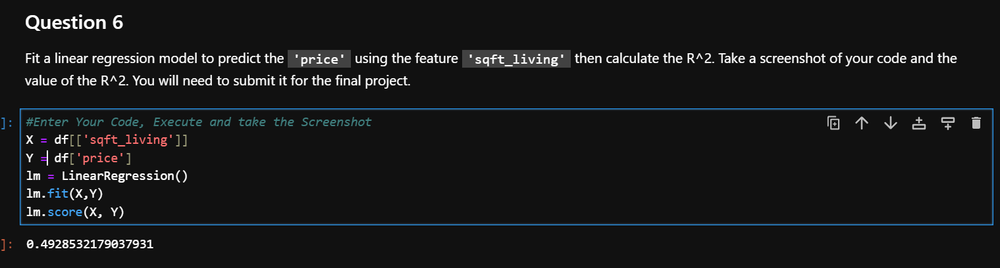 Question 6
Fit a linear regression model to predict the 'price' using the feature 'sqft_living' then calculate the R^2. Take a screenshot of your code and the
value of the R^2. You will need to submit it for the final project.
]: #Enter Your Code, Execute and take the Screenshot
X = df[['sqft_living']]
Y = df['price']
lm = LinearRegression()
lm.fit(X,Y)
lm.score(X, Y)
]: 0.4928532179037931